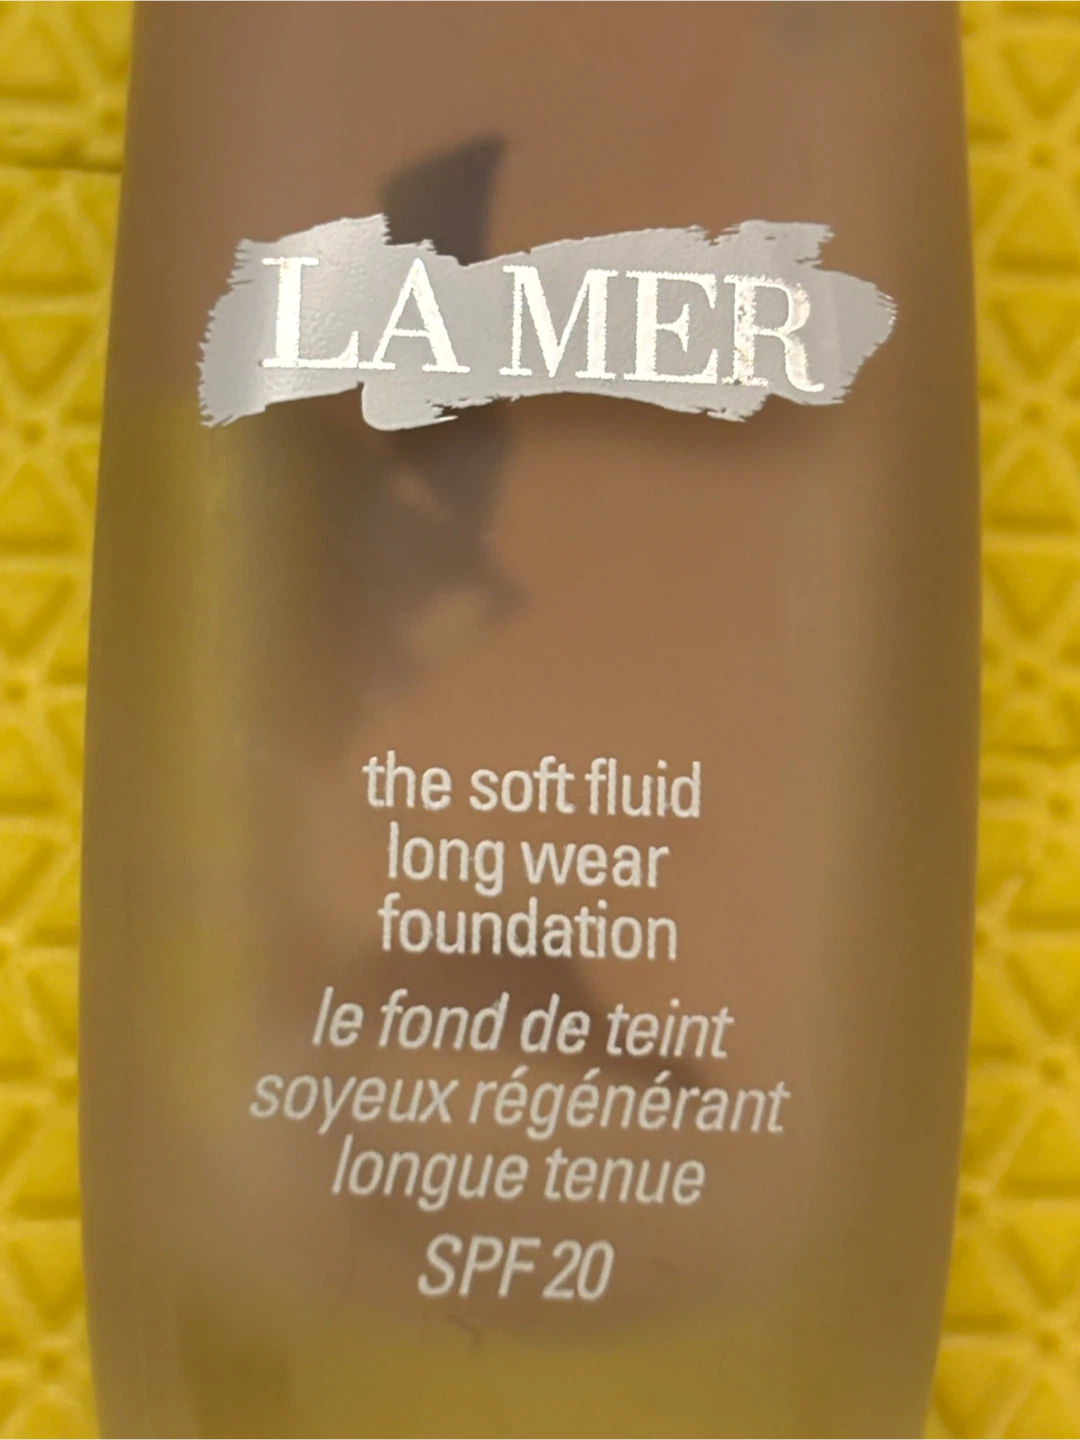 LA MER
the soft fluid
long wear
foundation
le fond de teint
soyeux régénérant
longue tenue
SPF 20